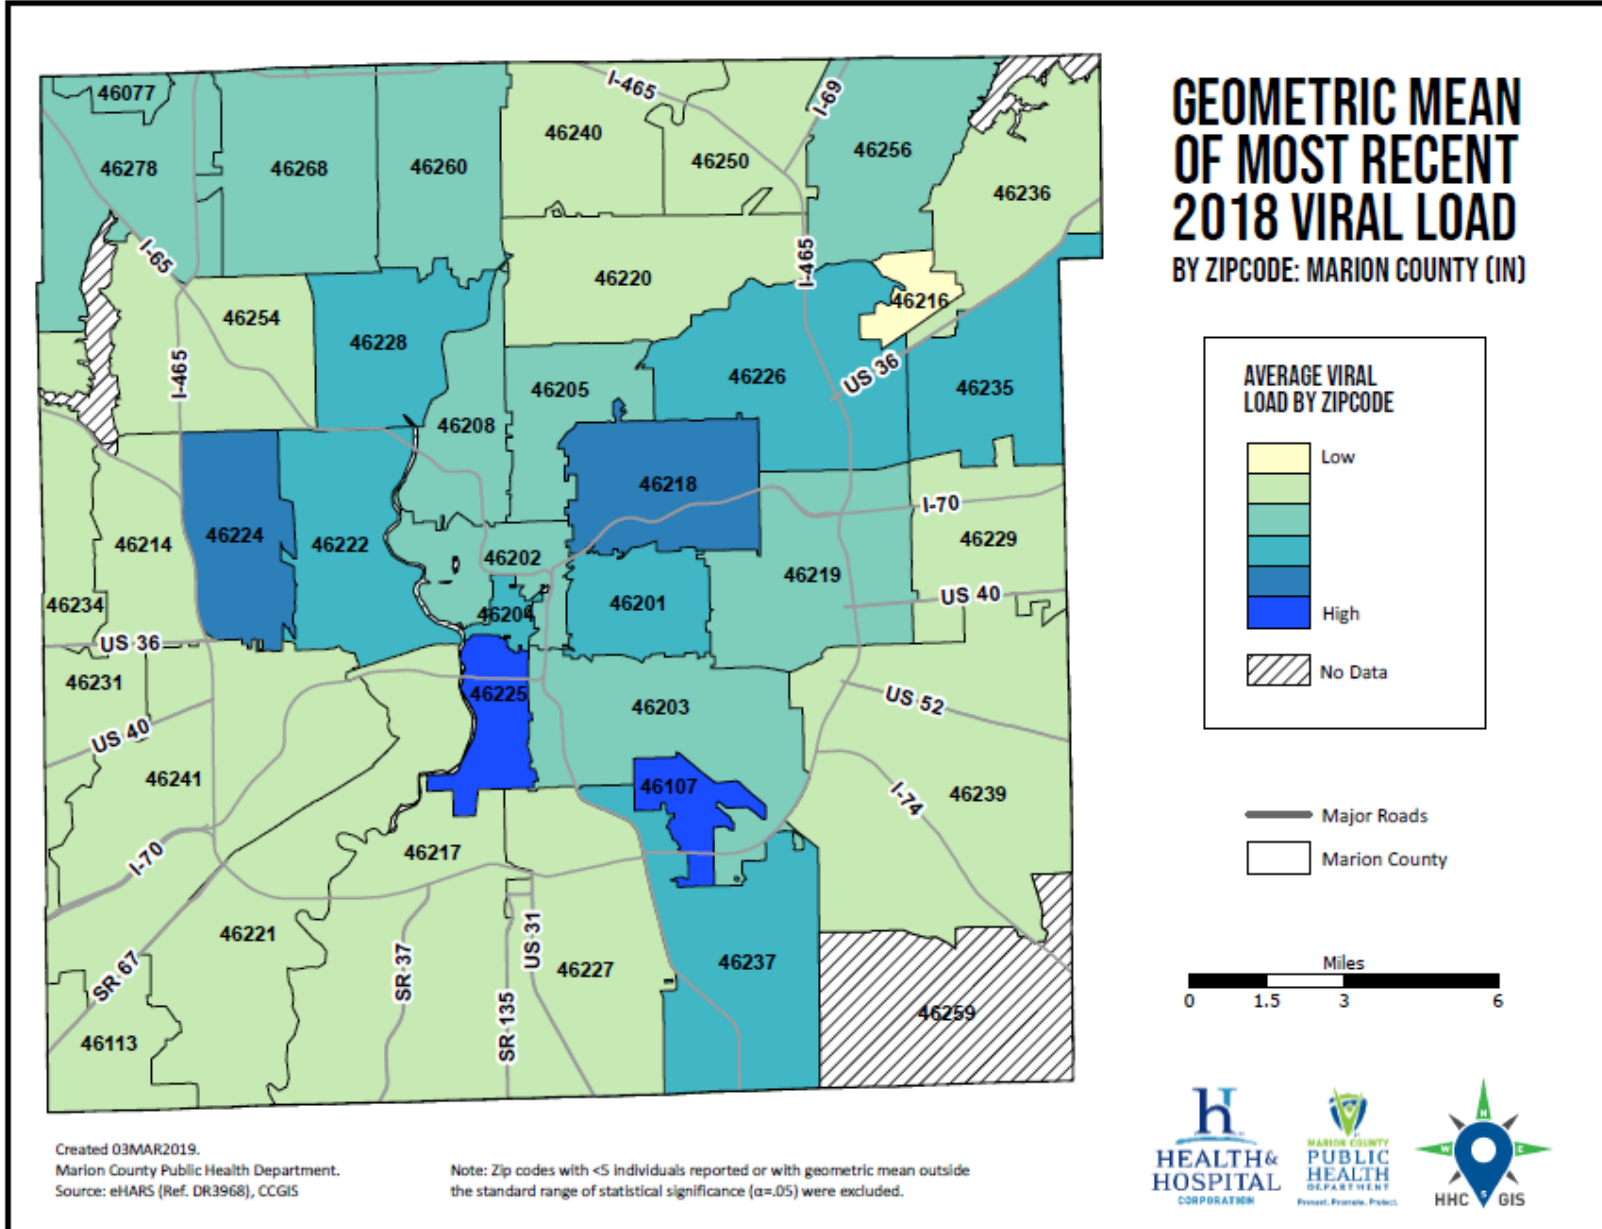 GEOMETRIC MEAN
OF MOST RECENT
2018 VIRAL LOAD
BY ZIPCODE: MARION COUNTY (IN)
AVERAGE VIRAL
LOAD BY ZIPCODE
Low
High
No Data
Major Roads
Marion County
Miles
0 1.5 3 6
46077
I-465
I-69
46240
46250
46256
46278
46268
46260
46236
I-65
I-465
46220
46216
46254
46228
I-465
46226
US 36
46235
46205
46208
46218
I-70
46214
46224
46222
46202
46219
46229
46234
46204
46201
US 40
US 36
46231
46225
46203
US 52
US 40
46241
46107
I-74
46239
I-70
46217
46221
SR 67
SR 37
US 31
SR 135
46227
46237
46259
46113
Created 03MAR2019.
Marion County Public Health Department.
Source: eHARS (Ref. DR3968), CCGIS
Note: Zip codes with <5 individuals reported or with geometric mean outside
the standard range of statistical significance (α=.05) were excluded.
HEALTH&
HOSPITAL
CORPORATION
MARION COUNTY
PUBLIC
HEALTH
DEPARTMENT
Prevent. Promote. Protect.
N
W
E
S
HHC GIS